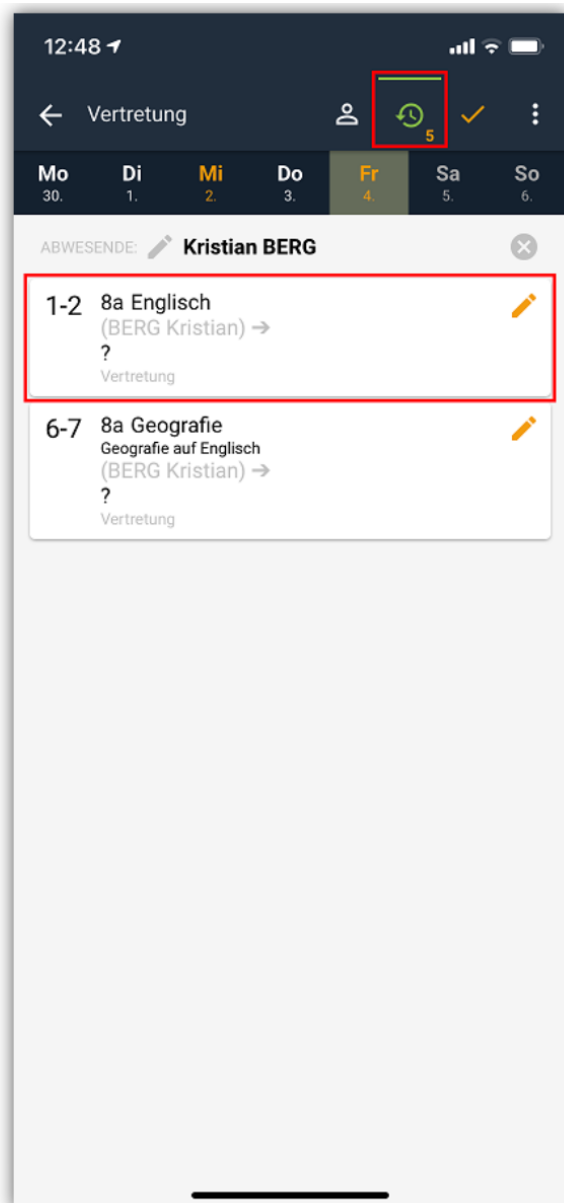 12:48
Vertretung
5
Mo Di Mi Do Fr Sa So
30. 1. 2. 3. 4. 5. 6.
ABWESENDE: Kristian BERG
1-2 8a Englisch
(BERG Kristian) →
?
Vertretung
6-7 8a Geografie
Geografie auf Englisch
(BERG Kristian) →
?
Vertretung